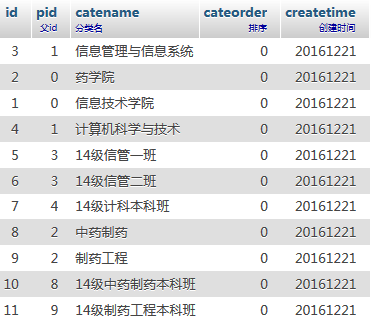 id pid catename cateorder createtime
父id 分类名 排序 创建时间
3 1 信息管理与信息系统 0 20161221
2 0 药学院 0 20161221
1 0 信息技术学院 0 20161221
4 1 计算机科学与技术 0 20161221
5 3 14级信管一班 0 20161221
6 3 14级信管二班 0 20161221
7 4 14级计科本科班 0 20161221
8 2 中药制药 0 20161221
9 2 制药工程 0 20161221
10 8 14级中药制药本科班 0 20161221
11 9 14级制药工程本科班 0 20161221